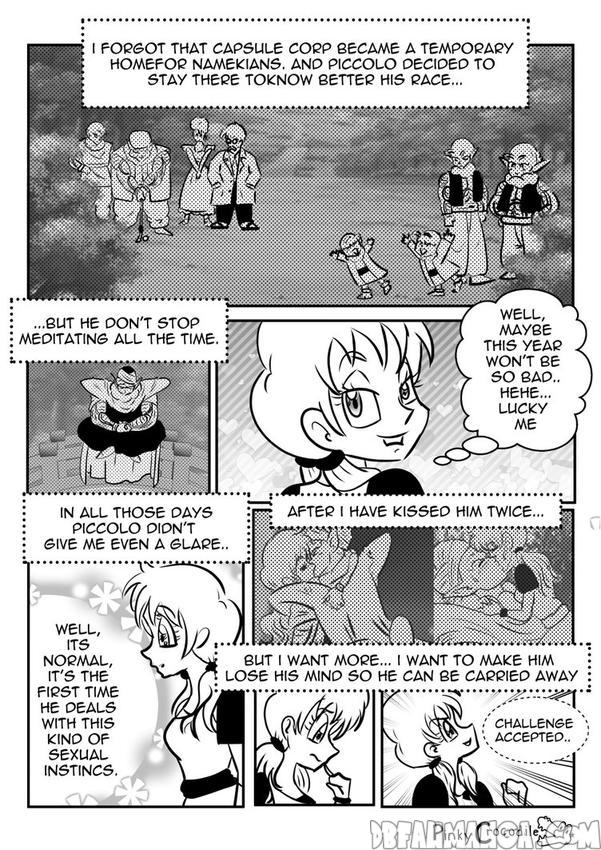 I FORGOT THAT CAPSULE CORP BECAME A TEMPORARY
HOMEFOR NAMEKIANS. AND PICCOLO DECIDED TO
STAY THERE TOKNOW BETTER HIS RACE...
...BUT HE DON'T STOP
MEDITATING ALL THE TIME.
WELL,
MAYBE
THIS YEAR
WON'T BE
SO BAD..
HEHE...
LUCKY
ME
IN ALL THOSE DAYS
PICCOLO DIDN'T
GIVE ME EVEN A GLARE..
AFTER I HAVE KISSED HIM TWICE...
WELL,
ITS
NORMAL,
IT'S THE
FIRST TIME
HE DEALS
WITH THIS
KIND OF
SEXUAL
INSTINCS.
BUT I WANT MORE... I WANT TO MAKE HIM
LOSE HIS MIND SO HE CAN BE CARRIED AWAY
CHALLENGE
ACCEPTED..
Pinky Crocodile
DBFANMANGA.COM